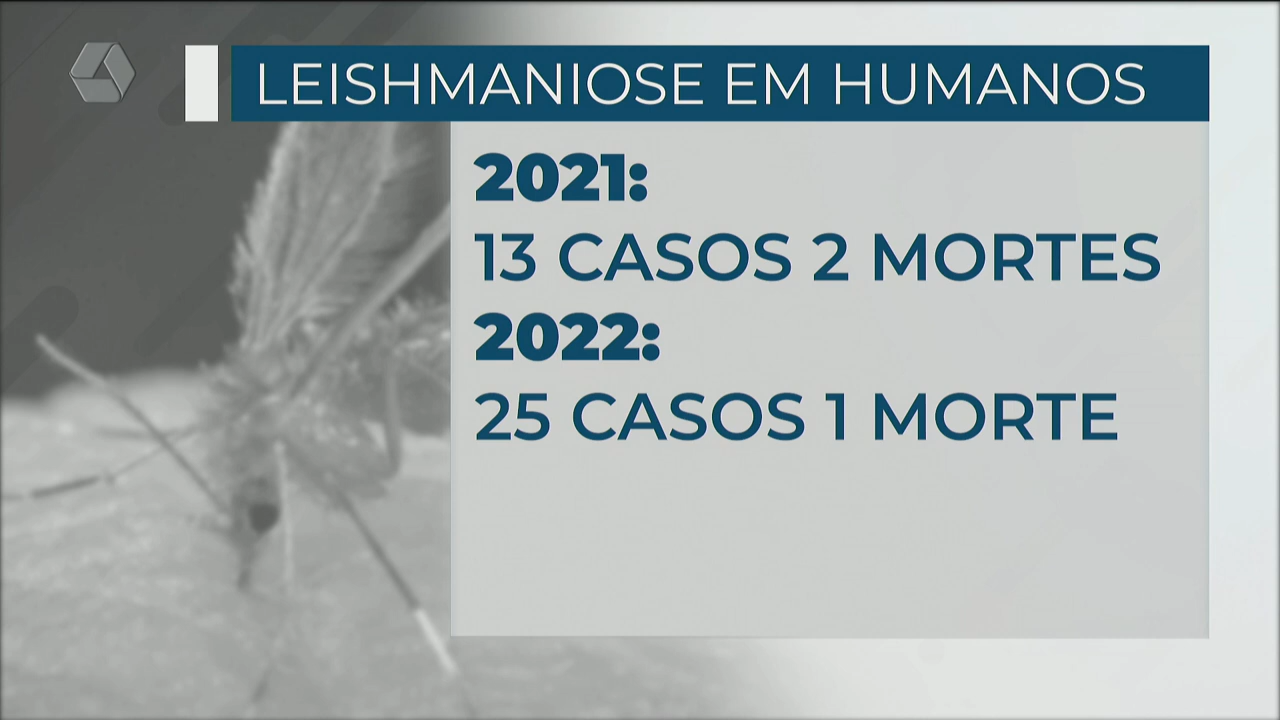 LEISHMANIOSE EM HUMANOS
2021:
13 CASOS 2 MORTES
2022:
25 CASOS 1 MORTE